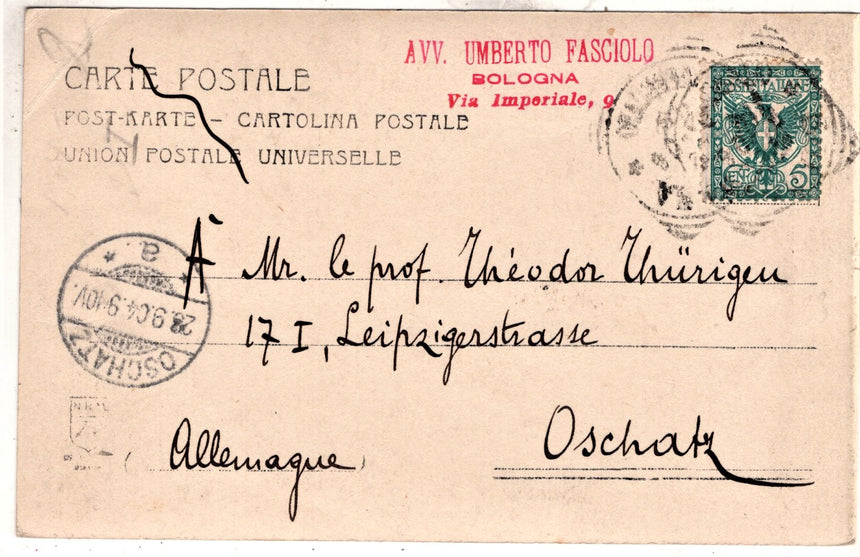 AVV. UMBERTO FASCIOLO
BOLOGNA
Via Imperiale, 9
CARTE POSTALE
POST-KARTE – CARTOLINA POSTALE
UNION POSTALE UNIVERSELLE
POSTE ITALIANE
CENT. 5
À Mr. le prof. Théodor Thürigen
17 I, Leipzigerstrasse
Oschatz
(Allemagne)
OSCHATZ
9.04.9-10V.
* a. *